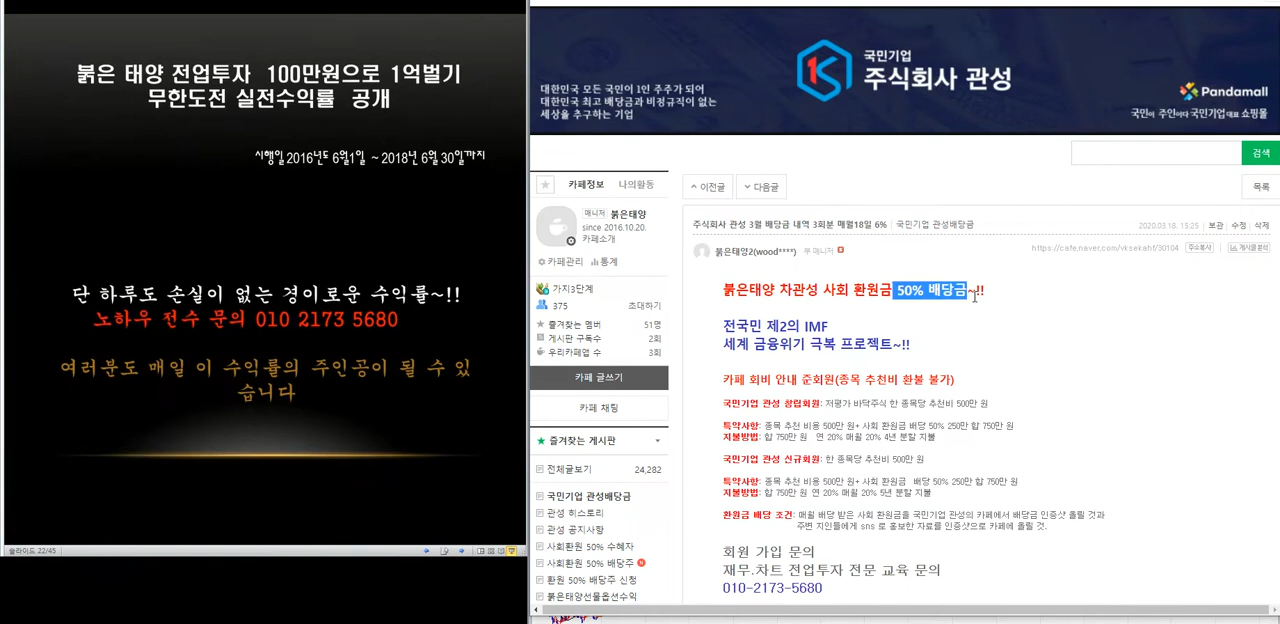 붉은 태양 전업투자 100만원으로 1억벌기
무한도전 실전수익률 공개
시행일 2016년도 6월1일 ~ 2018년 6월 30일까지
단 하루도 손실이 없는 경이로운 수익률~!!
노하우 전수 문의 010 2173 5680
여러분도 매일 이 수익률의 주인공이 될 수 있
습니다
슬라이드 22/45
대한민국 모든 국민이 1인 주주가 되어
대한민국 최고 배당금과 비정규직이 없는
세상을 추구하는 기업
국민기업
주식회사 관성
Pandamall
국민이 주인이다 국민기업대표 쇼핑몰
검색
카페정보 나의활동
매니저 붉은태양
since 2016.10.20.
카페소개
카페관리 통계
가지3단계
375 초대하기
즐겨찾는 멤버 51명
게시판 구독수 2회
우리카페앱 수 3회
카페 글쓰기
카페 채팅
즐겨찾는 게시판
전체글보기 24,282
국민기업 관성배당금
관성 히스토리
관성 공지사항
사회환원 50% 수혜자
사회환원 50% 배당주
환원 50% 배당주 신청
붉은태양선물옵션수익
이전글 다음글 목록
주식회사 관성 3월 배당금 내역 3회분 매월18일 6% | 국민기업 관성배당금
2020.03.18. 15:25 보관 수정 삭제
붉은태양2(wood****) 부 매니저
https://cafe.naver.com/yksekahf/30104 주소복사 게시글 분석
붉은태양 차관성 사회 환원금 50% 배당금~!!
전국민 제2의 IMF
세계 금융위기 극복 프로젝트~!!
카페 회비 안내 준회원(종목 추천비 환불 불가)
국민기업 관성 창립회원: 저평가 바닥주식 한 종목당 추천비 500만 원
특약사항: 종목 추천 비용 500만 원+ 사회 환원금 배당 50% 250만 합 750만 원
지불방법: 합 750만 원 연 20% 매월 20% 4년 분할 지불
국민기업 관성 신규회원: 한 종목당 추천비 500만 원
특약사항: 종목 추천 비용 500만 원+ 사회 환원금 배당 50% 250만 합 750만 원
지불방법: 합 750만 원 연 20% 매월 20% 5년 분할 지불
환원금 배당 조건: 매월 배당 받은 사회 환원금을 국민기업 관성의 카페에서 배당금 인증샷 올릴 것과
주변 지인들에게 sns 로 홍보한 자료를 인증샷으로 카페에 올릴 것.
회원 가입 문의
재무.차트 전업투자 전문 교육 문의
010-2173-5680